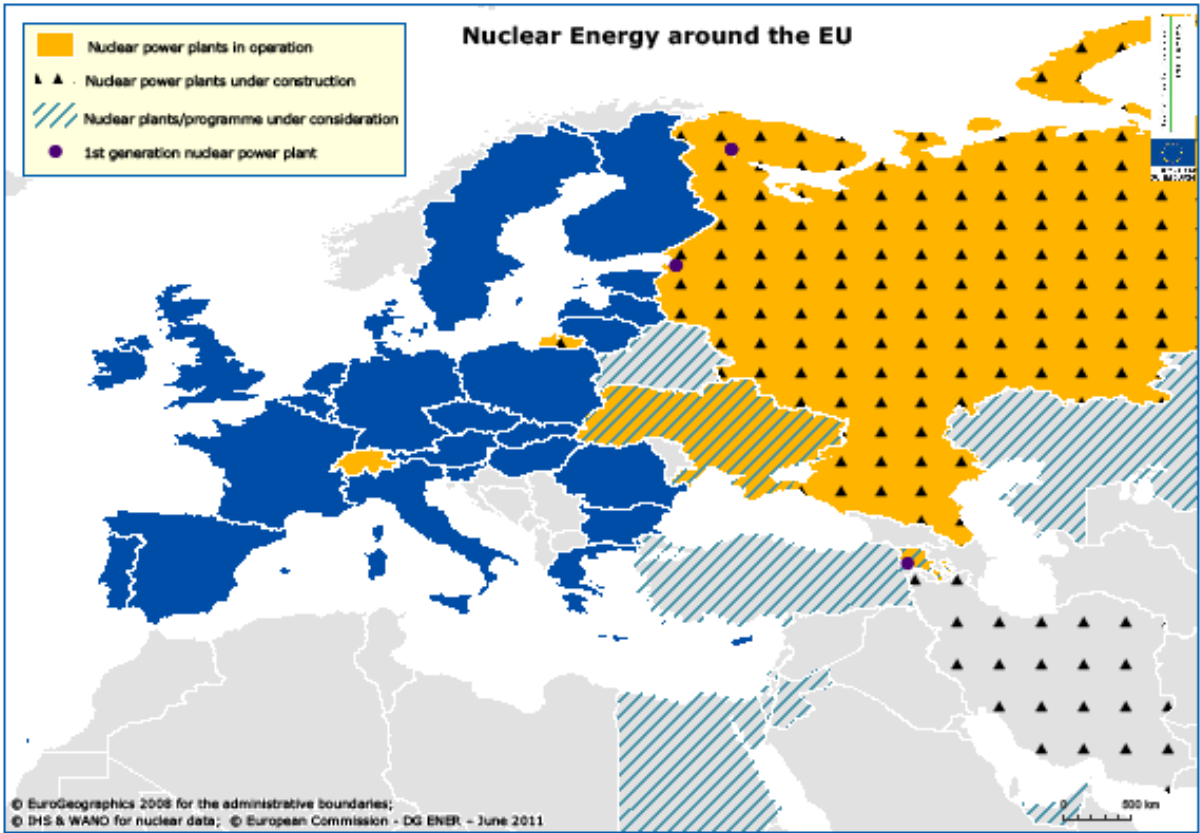 Nuclear Energy around the EU
Nuclear power plants in operation
Nuclear power plants under construction
Nuclear plants/programme under consideration
1st generation nuclear power plant
0 500 km
© EuroGeographics 2008 for the administrative boundaries;
© IHS & WANO for nuclear data; © European Commission - DG ENER - June 2011